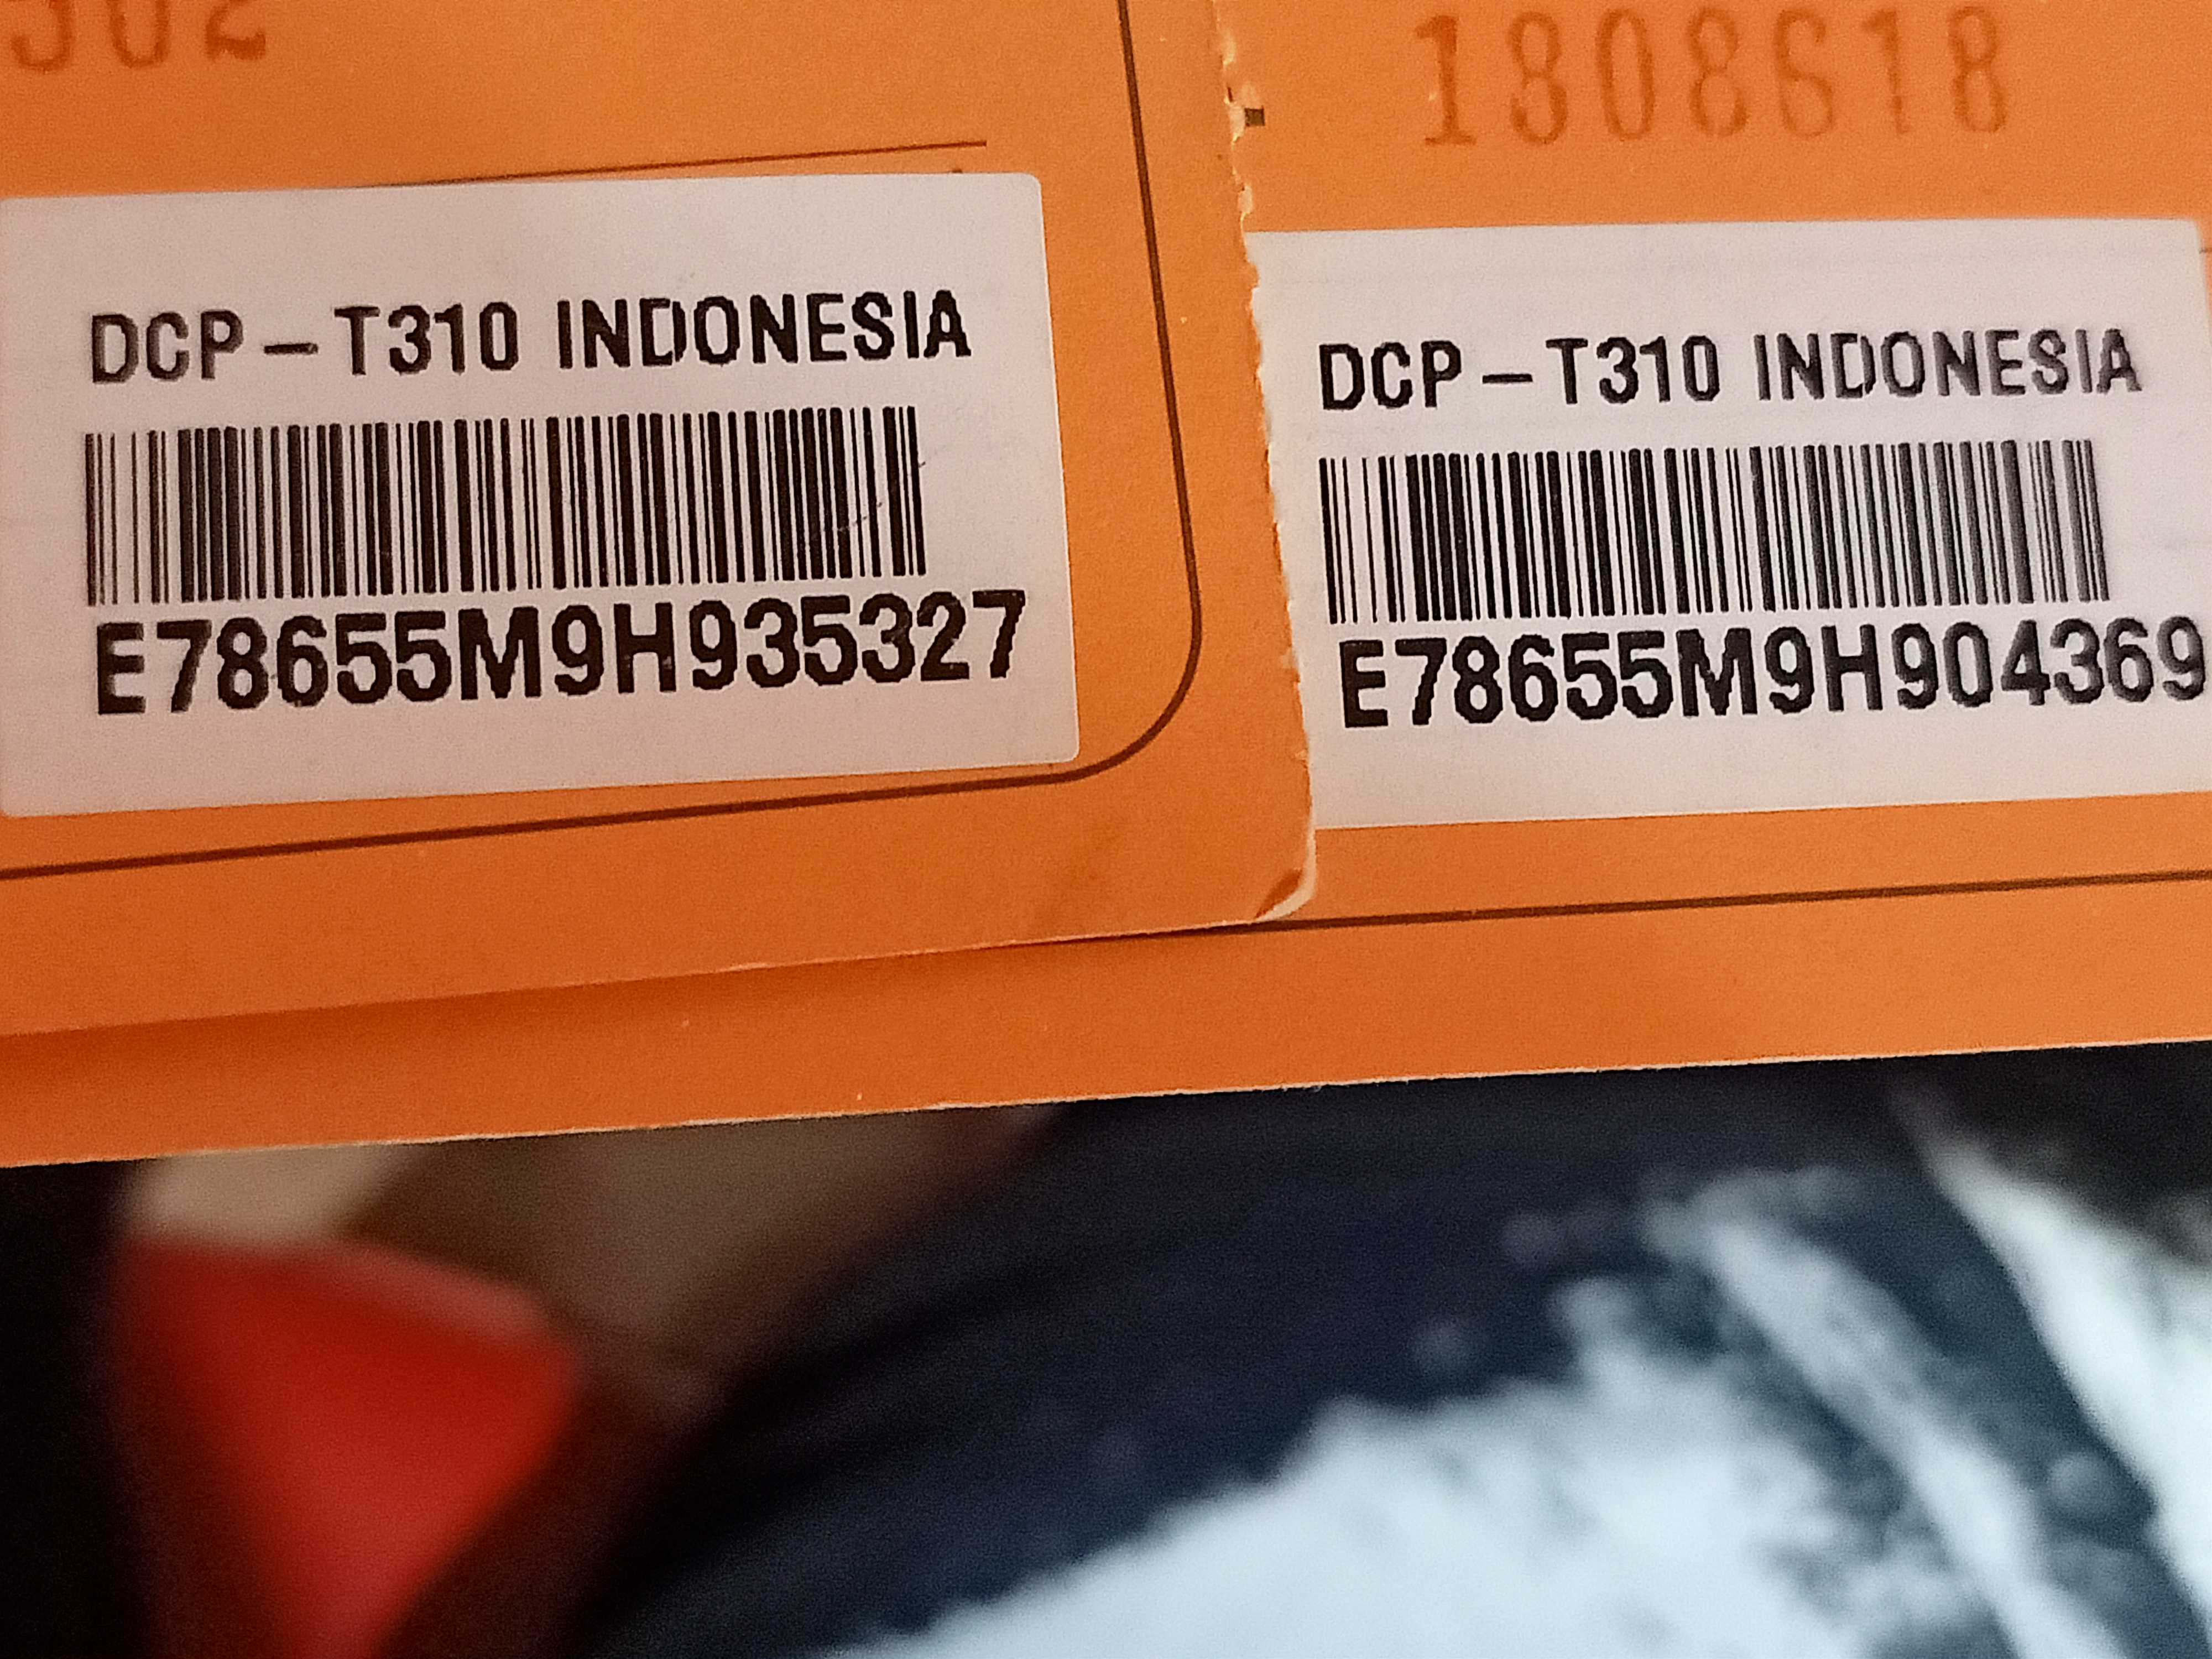 1808618
DCP-T310 INDONESIA
E78655M9H935327
DCP-T310 INDONESIA
E78655M9H904369